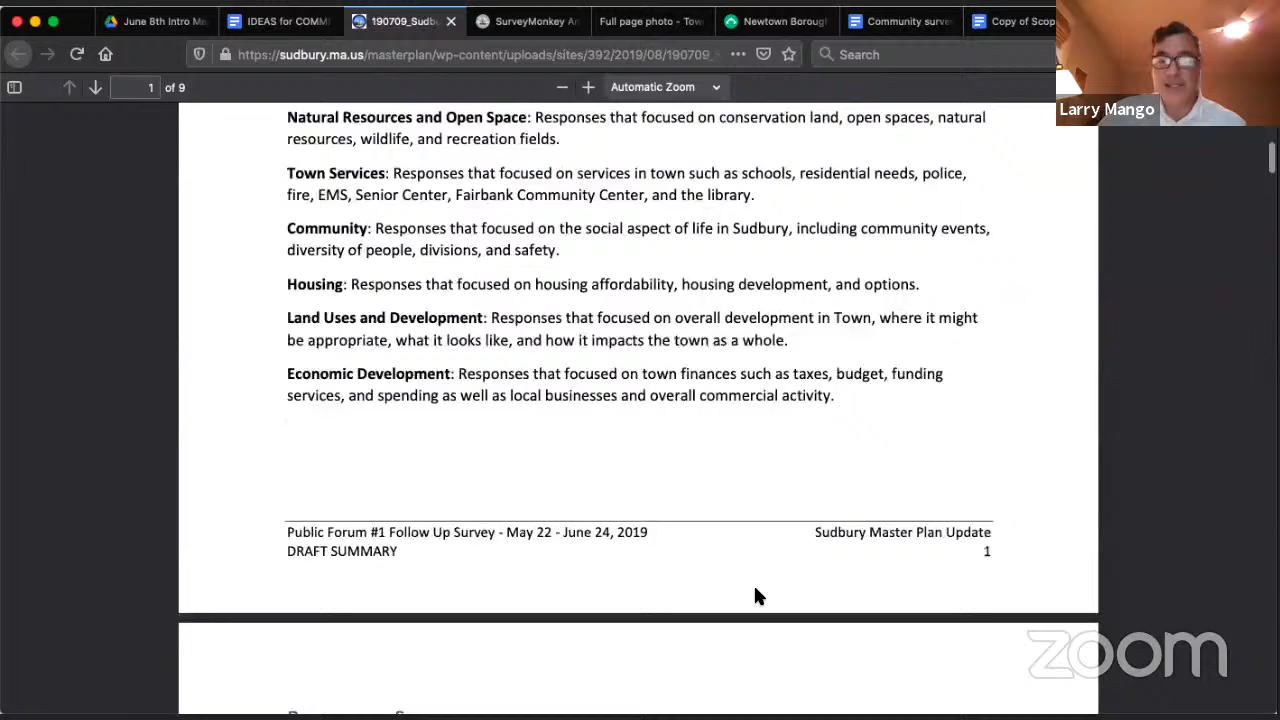 June 8th Intro Me
IDEAS for COMM
190709_Sudb
SurveyMonkey An
Full page photo - Tow
Newtown Borough
Community surve
Copy of Scop
https://sudbury.ma.us/masterplan/wp-content/uploads/sites/392/2019/08/190709_S
Search
1 of 9
Automatic Zoom
Larry Mango
Natural Resources and Open Space: Responses that focused on conservation land, open spaces, natural
resources, wildlife, and recreation fields.
Town Services: Responses that focused on services in town such as schools, residential needs, police,
fire, EMS, Senior Center, Fairbank Community Center, and the library.
Community: Responses that focused on the social aspect of life in Sudbury, including community events,
diversity of people, divisions, and safety.
Housing: Responses that focused on housing affordability, housing development, and options.
Land Uses and Development: Responses that focused on overall development in Town, where it might
be appropriate, what it looks like, and how it impacts the town as a whole.
Economic Development: Responses that focused on town finances such as taxes, budget, funding
services, and spending as well as local businesses and overall commercial activity.
Public Forum #1 Follow Up Survey - May 22 - June 24, 2019
Sudbury Master Plan Update
DRAFT SUMMARY
1
zoom